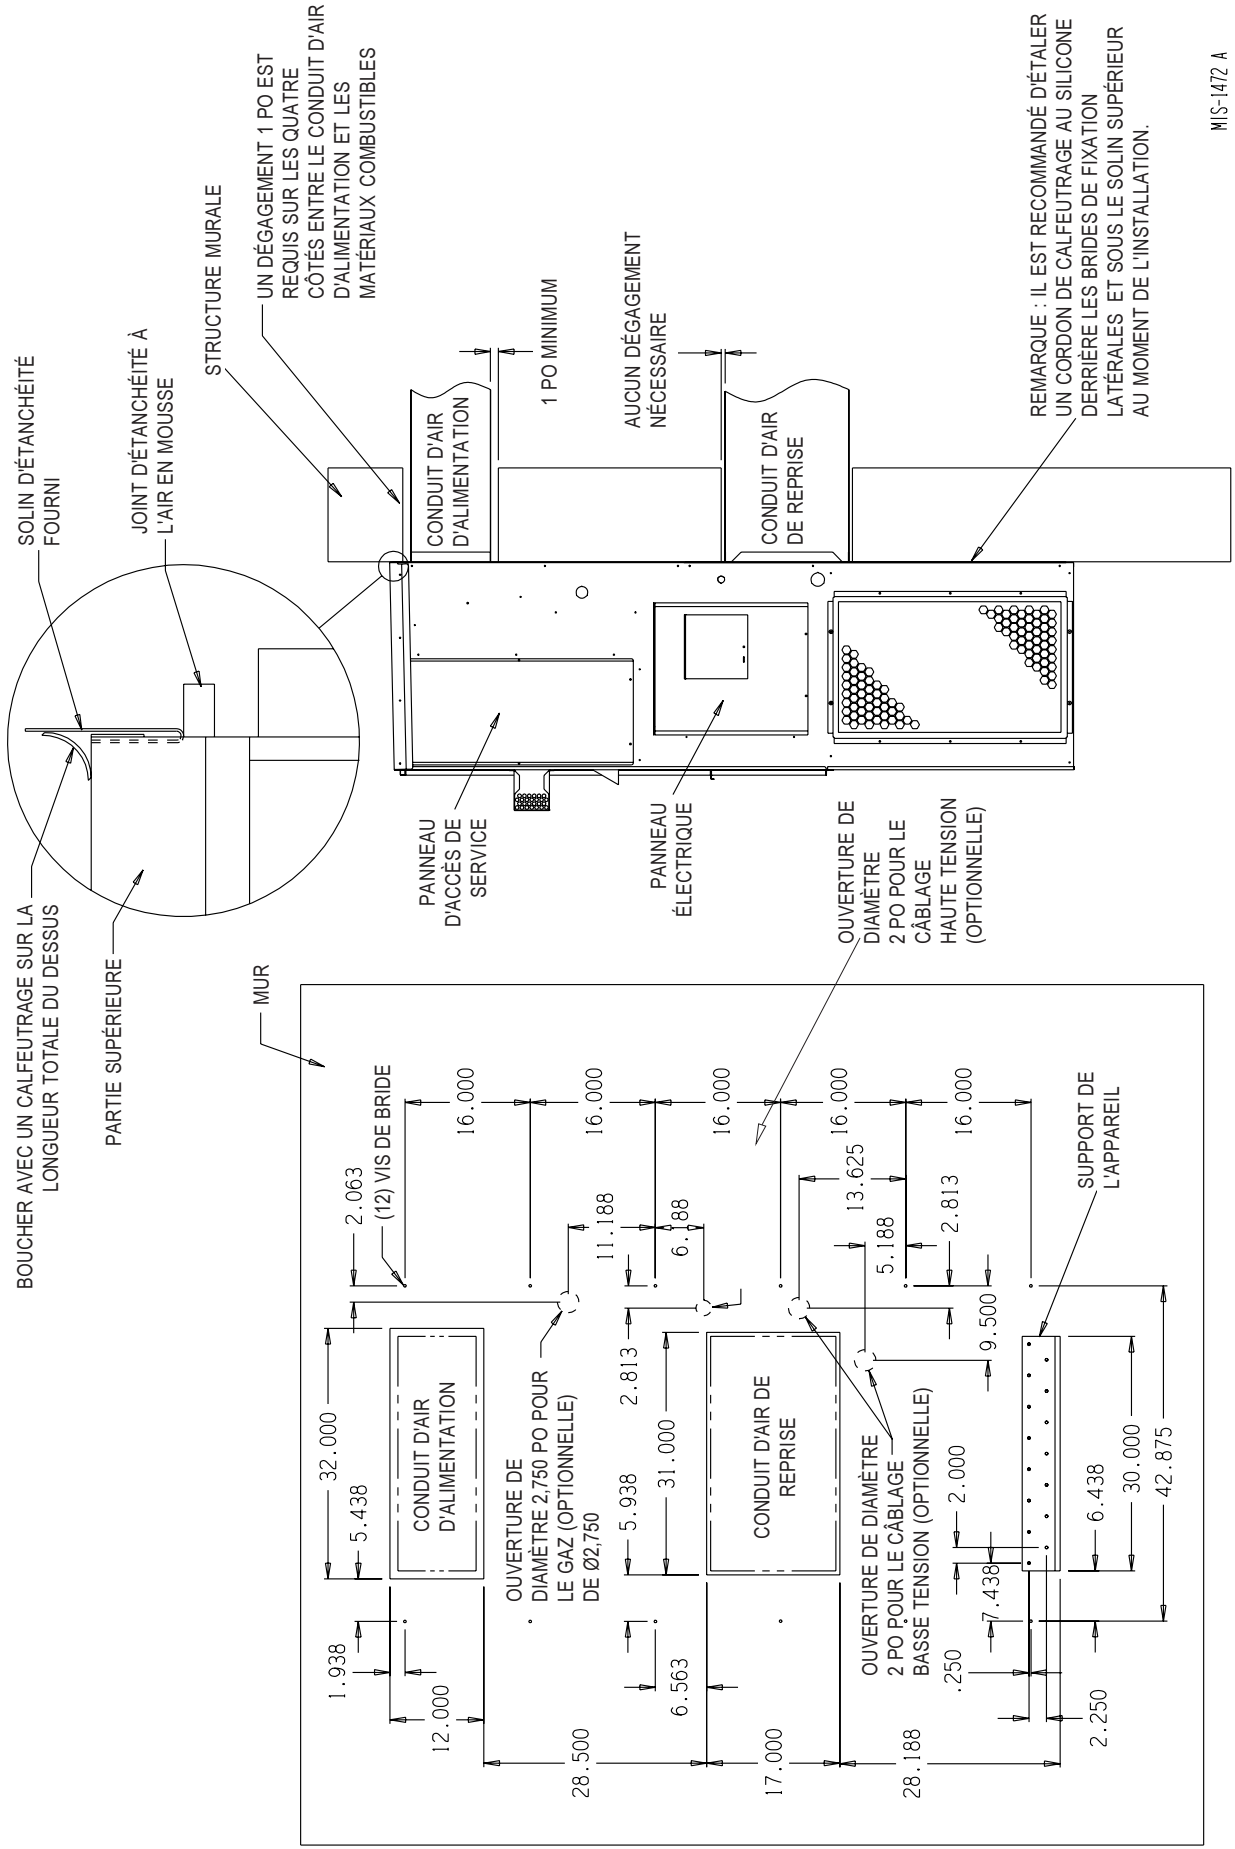 BOUCHER AVEC UN CALFEUTRAGE SUR LA
LONGUEUR TOTALE DU DESSUS
SOLIN D'ÉTANCHÉITÉ
FOURNI
PARTIE SUPÉRIEURE
JOINT D'ÉTANCHÉITÉ À
L'AIR EN MOUSSE
STRUCTURE MURALE
UN DÉGAGEMENT 1 PO EST
REQUIS SUR LES QUATRE
CÔTÉS ENTRE LE CONDUIT D'AIR
D'ALIMENTATION ET LES
MATÉRIAUX COMBUSTIBLES
CONDUIT D'AIR
D'ALIMENTATION
1 PO MINIMUM
AUCUN DÉGAGEMENT
NÉCESSAIRE
CONDUIT D'AIR
DE REPRISE
PANNEAU
D'ACCÈS DE
SERVICE
PANNEAU
ÉLECTRIQUE
OUVERTURE DE
DIAMÈTRE
2 PO POUR LE
CÂBLAGE
HAUTE TENSION
(OPTIONNELLE)
REMARQUE : IL EST RECOMMANDÉ D'ÉTALER
UN CORDON DE CALFEUTRAGE AU SILICONE
DERRIÈRE LES BRIDES DE FIXATION
LATÉRALES ET SOUS LE SOLIN SUPÉRIEUR
AU MOMENT DE L'INSTALLATION.
MUR
32.000
5.438
2.063
(12) VIS DE BRIDE
1.938
12.000
CONDUIT D'AIR
D'ALIMENTATION
16.000
16.000
16.000
16.000
16.000
OUVERTURE DE
DIAMÈTRE 2,750 PO POUR
LE GAZ (OPTIONNELLE)
DE Ø2,750
11.188
6.188
2.813
5.938
31.000
6.563
28.500
17.000
28.188
CONDUIT D'AIR DE
REPRISE
13.625
5.188
2.813
9.500
OUVERTURE DE DIAMÈTRE
2 PO POUR LE CÂBLAGE
BASSE TENSION (OPTIONNELLE)
2.000
.250
7.438
2.250
6.438
30.000
42.875
SUPPORT DE
L'APPAREIL
MIS-1472 A